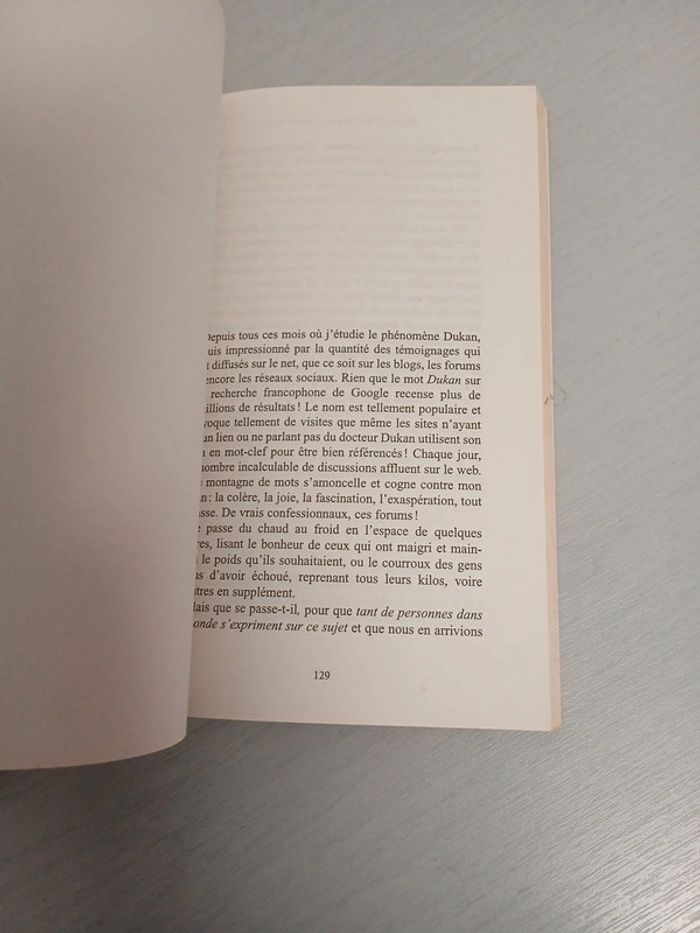 Depuis tous ces mois où j'étudie le phénomène Dukan,
uis impressionné par la quantité des témoignages qui
t diffusés sur le net, que ce soit sur les blogs, les forums
encore les réseaux sociaux. Rien que le mot Dukan sur
recherche francophone de Google recense plus de
illions de résultats ! Le nom est tellement populaire et
voque tellement de visites que même les sites n'ayant
un lien ou ne parlant pas du docteur Dukan utilisent son
en mot-clef pour être bien référencés ! Chaque jour,
nombre incalculable de discussions affluent sur le web.
montagne de mots s'amoncelle et cogne contre mon
n : la colère, la joie, la fascination, l'exaspération, tout
asse. De vrais confessionnaux, ces forums !
e passe du chaud au froid en l'espace de quelques
res, lisant le bonheur de ceux qui ont maigri et main-
le poids qu'ils souhaitaient, ou le courroux des gens
us d'avoir échoué, reprenant tous leurs kilos, voire
utres en supplément.
ais que se passe-t-il, pour que tant de personnes dans
onde s'expriment sur ce sujet et que nous en arrivions
129